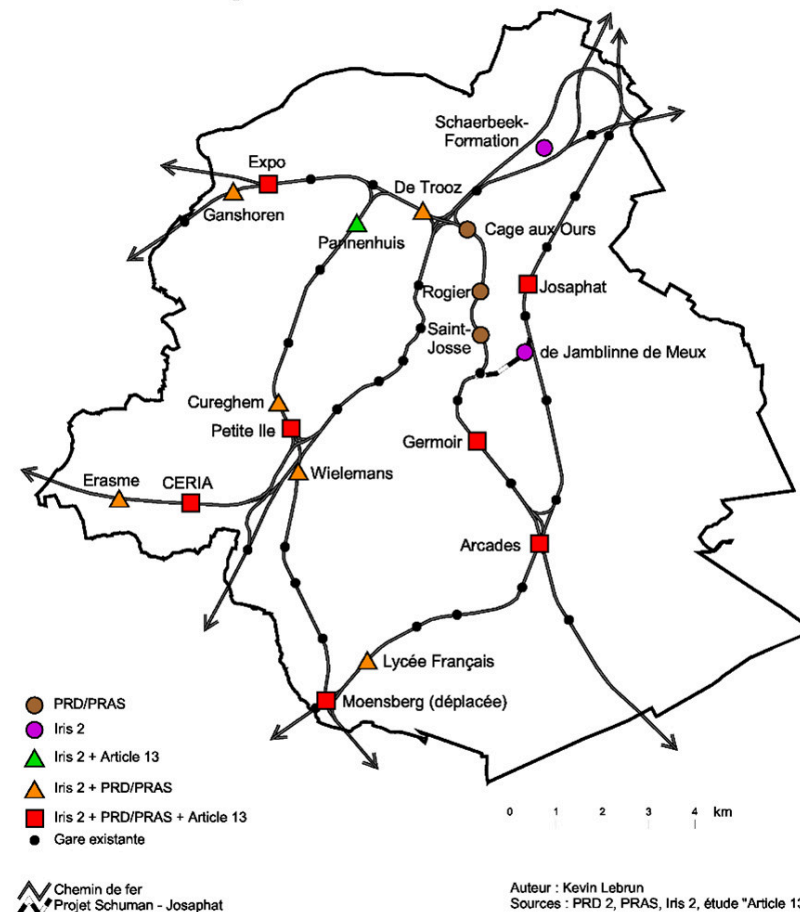 Schaerbeek-
Formation
Expo
De Trooz
Ganshoren
Pannenhuis
Cage aux Ours
Rogier
Josaphat
Saint-
Josse
de Jamblinne de Meux
Cureghem
Petite Ile
Germoir
Wielemans
Erasme
CERIA
Arcades
Lycée Français
Moensberg (déplacée)
PRD/PRAS
Iris 2
Iris 2 + Article 13
Iris 2 + PRD/PRAS
Iris 2 + PRD/PRAS + Article 13
Gare existante
0 1 2 3 4 km
Chemin de fer
Projet Schuman - Josaphat
Auteur : Kevin Lebrun
Sources : PRD 2, PRAS, Iris 2, étude "Article 13